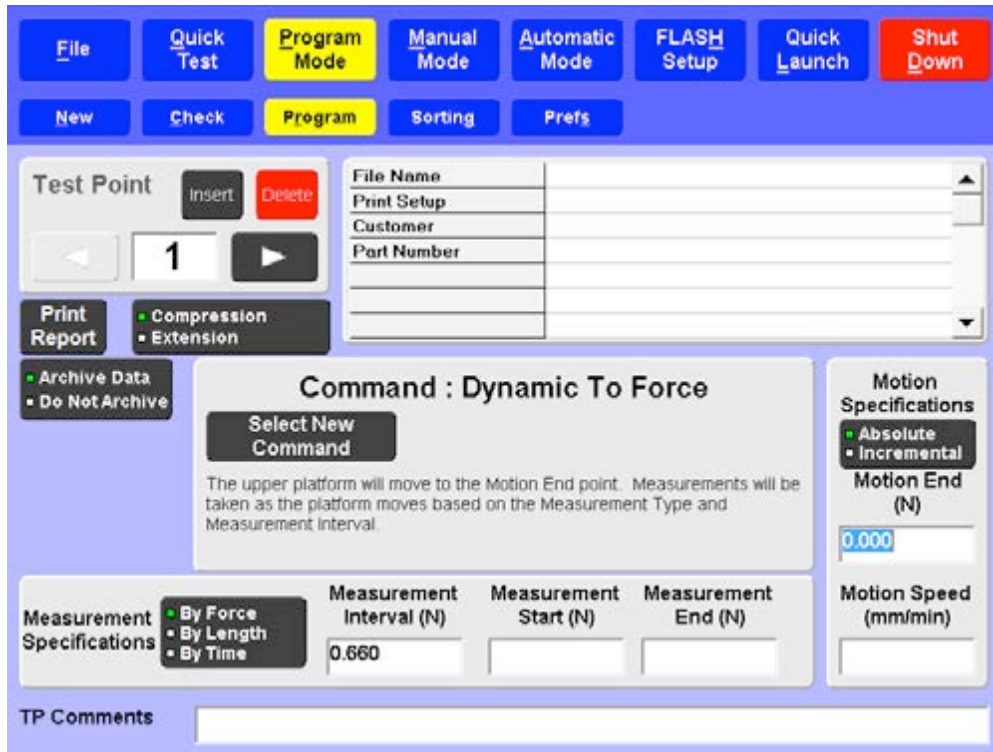 File
Quick Test
Program Mode
Manual Mode
Automatic Mode
FLASH Setup
Quick Launch
Shut Down
New
Check
Program
Sorting
Prefs
Test Point
Insert
Delete
1
File Name
Print Setup
Customer
Part Number
Print Report
Compression
Extension
Archive Data
Do Not Archive
Command : Dynamic To Force
Select New Command
The upper platform will move to the Motion End point. Measurements will be
taken as the platform moves based on the Measurement Type and
Measurement Interval.
Motion Specifications
Absolute
Incremental
Motion End (N)
0.000
Motion Speed (mm/min)
Measurement Specifications
By Force
By Length
By Time
Measurement Interval (N)
0.660
Measurement Start (N)
Measurement End (N)
TP Comments